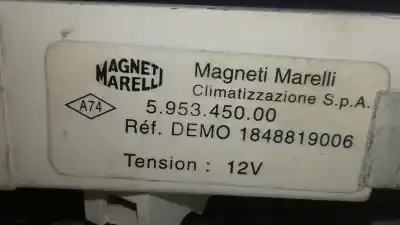 MAGNETI
MARELLI
Magneti Marelli
Climatizzazione S.p.A.
A74
5.953.450.00
Réf. DEMO 1848819006
Tension : 12V